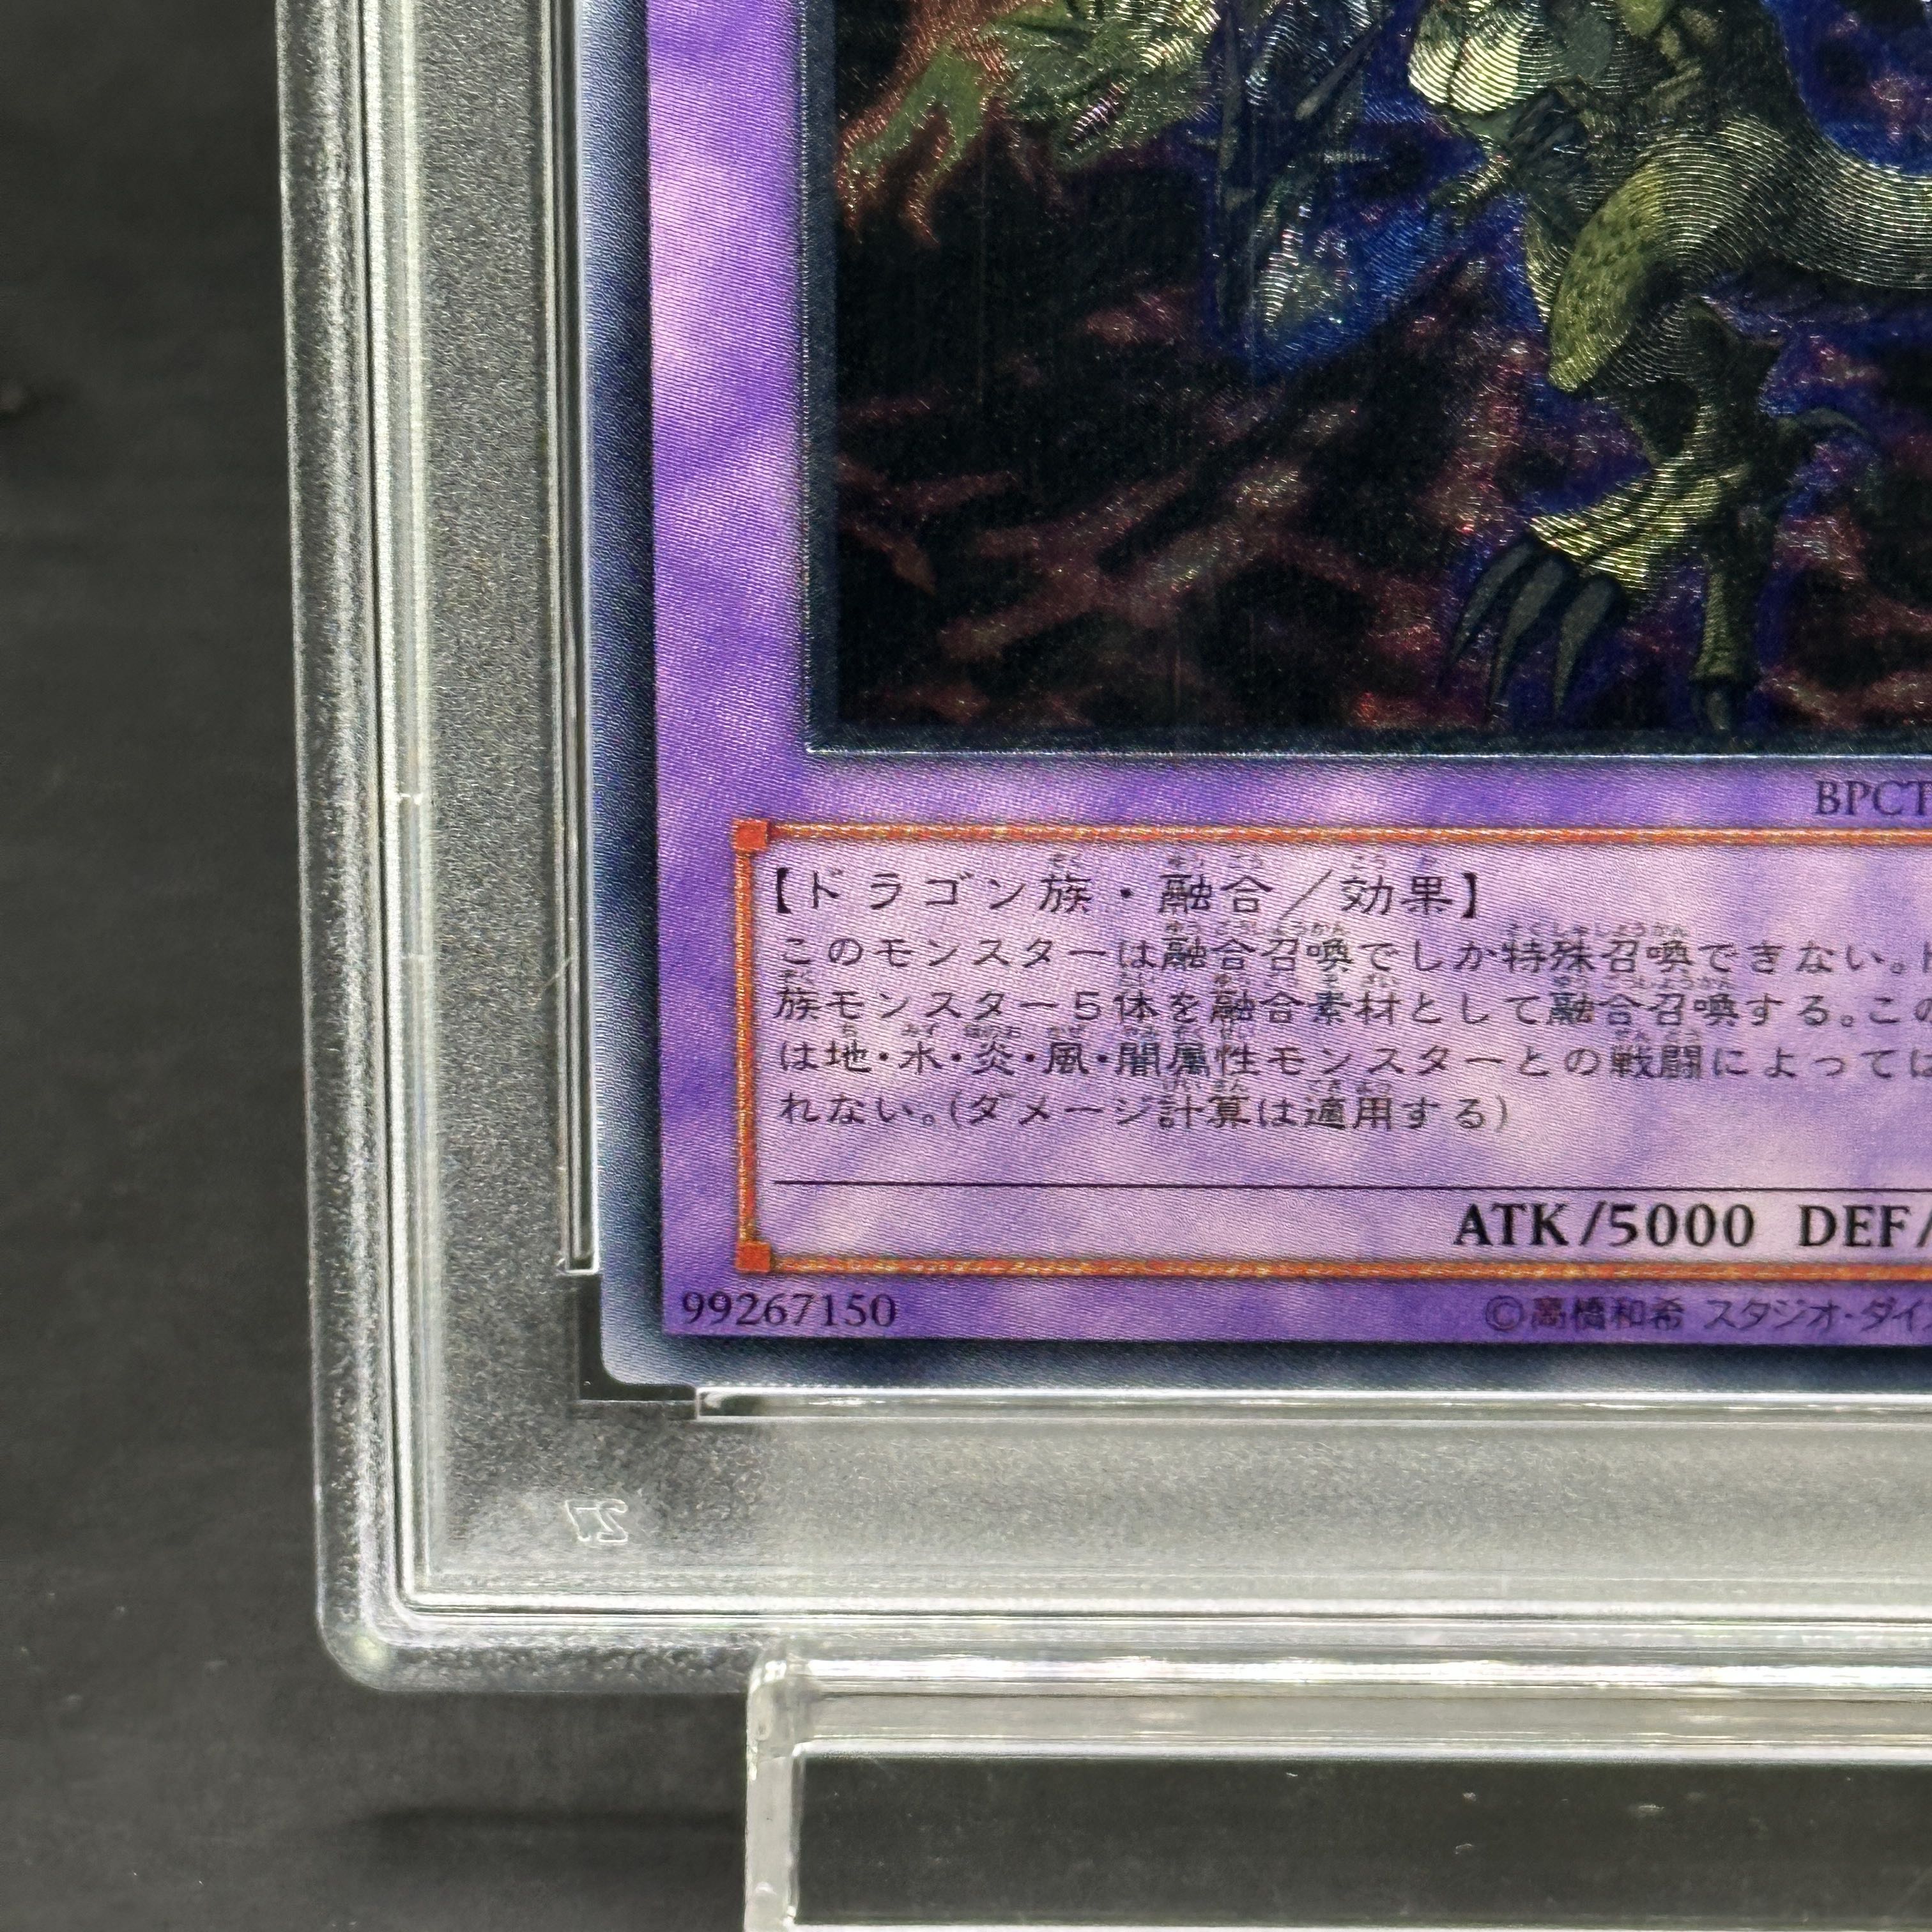 BPCT
【ドラゴン族・融合／効果】
このモンスターは融合召喚でしか特殊召喚できない。ド
族モンスター5体を融合素材として融合召喚する。この
は地・水・炎・風・闇属性モンスターとの戦闘によっては
れない。(ダメージ計算は適用する)
ATK/5000 DEF/
99267150
©高橋和希 スタジオ・ダイス
27